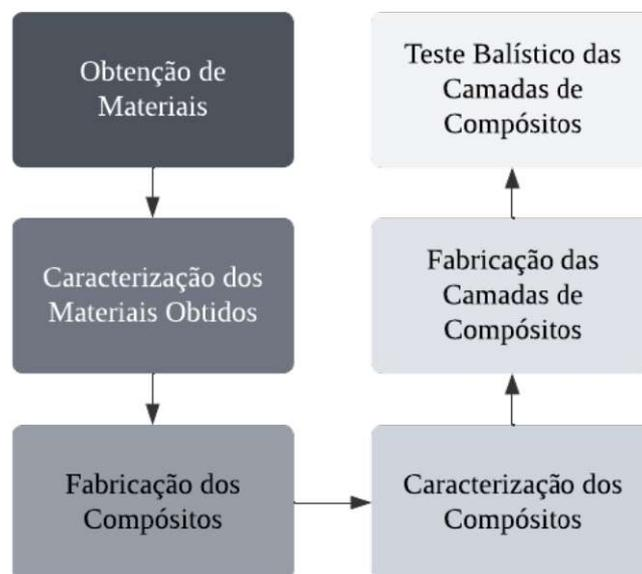 Obtenção de
Materiais
Caracterização dos
Materiais Obtidos
Fabricação dos
Compósitos
Caracterização dos
Compósitos
Fabricação das
Camadas de
Compósitos
Teste Balístico das
Camadas de
Compósitos